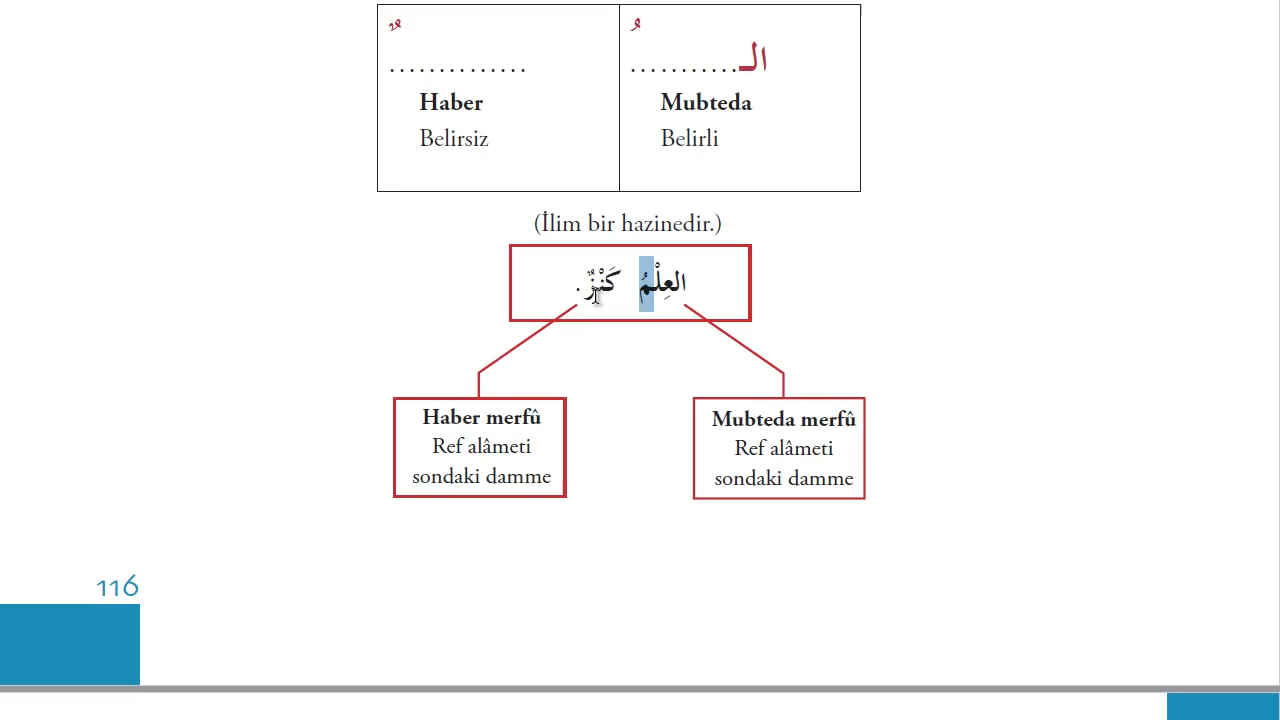 ـٌ
..............
Haber
Belirsiz
ـُ
الـ...........
Mubteda
Belirli
(İlim bir hazinedir.)
العِلْمُ كَنْزٌ .
Haber merfû
Ref alâmeti
sondaki damme
Mubteda merfû
Ref alâmeti
sondaki damme
116